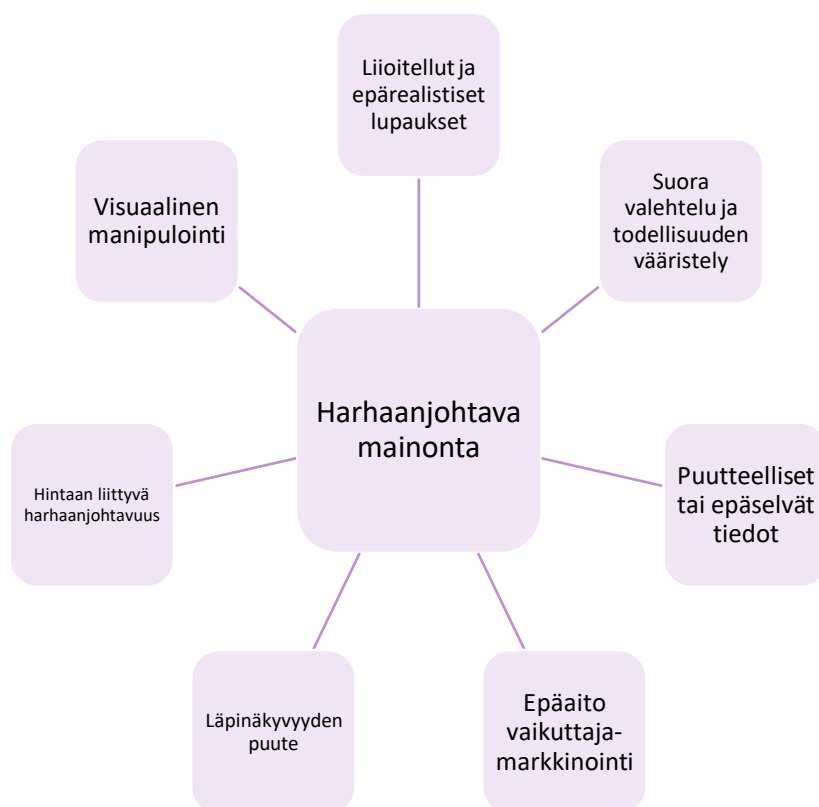 Liioitellut ja
epärealistiset
lupaukset
Suora
valehtelu ja
todellisuuden
vääristely
Visuaalinen
manipulointi
Harhaanjohtava
mainonta
Puutteelliset
tai epäselvät
tiedot
Hintaan liittyvä
harhaanjohtavuus
Läpinäkyvyyden
puute
Epäaito
vaikuttaja-
markkinointi